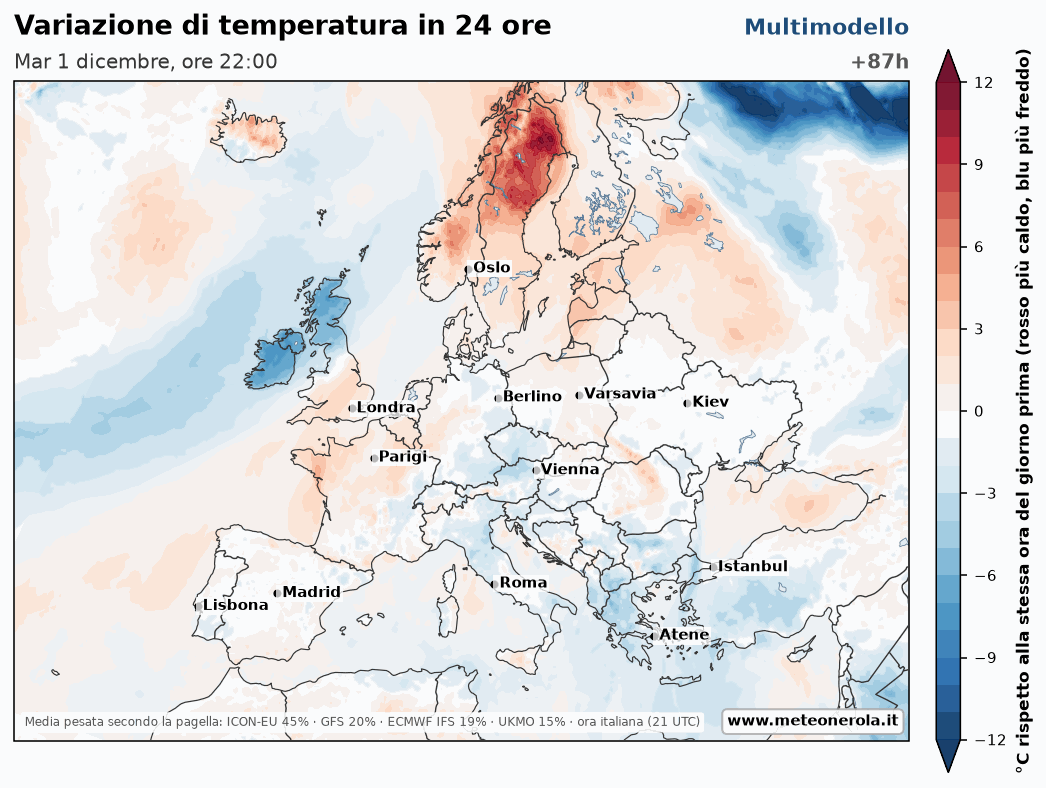 Variazione di temperatura in 24 ore
Multimodello
Mar 1 dicembre, ore 22:00
+87h
Oslo
Londra
Berlino
Varsavia
Kiev
Parigi
Vienna
Istanbul
Roma
Madrid
Lisbona
Atene
Media pesata secondo la pagella: ICON-EU 45% · GFS 20% · ECMWF IFS 19% · UKMO 15% · ora italiana (21 UTC)
www.meteonerola.it
12
9
6
3
0
−3
−6
−9
−12
°C rispetto alla stessa ora del giorno prima (rosso più caldo, blu più freddo)